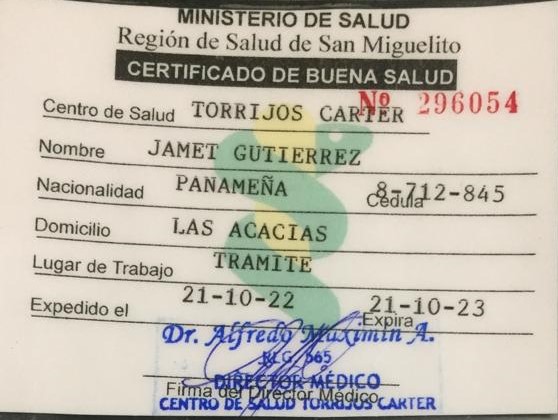 MINISTERIO DE SALUD
Región de Salud de San Miguelito
CERTIFICADO DE BUENA SALUD
Nº 296054
Centro de Salud TORRIJOS CARTER
Nombre JAMET GUTIERREZ
Nacionalidad PANAMEÑA Cédula 8-712-845
Domicilio LAS ACACIAS
Lugar de Trabajo TRAMITE
Expedido el 21-10-22 Expira 21-10-23
Dr. Alfredo Maximin A.
REG. 565
DIRECTOR MÉDICO
Firma del Director Médico
CENTRO DE SALUD TORRIJOS CARTER